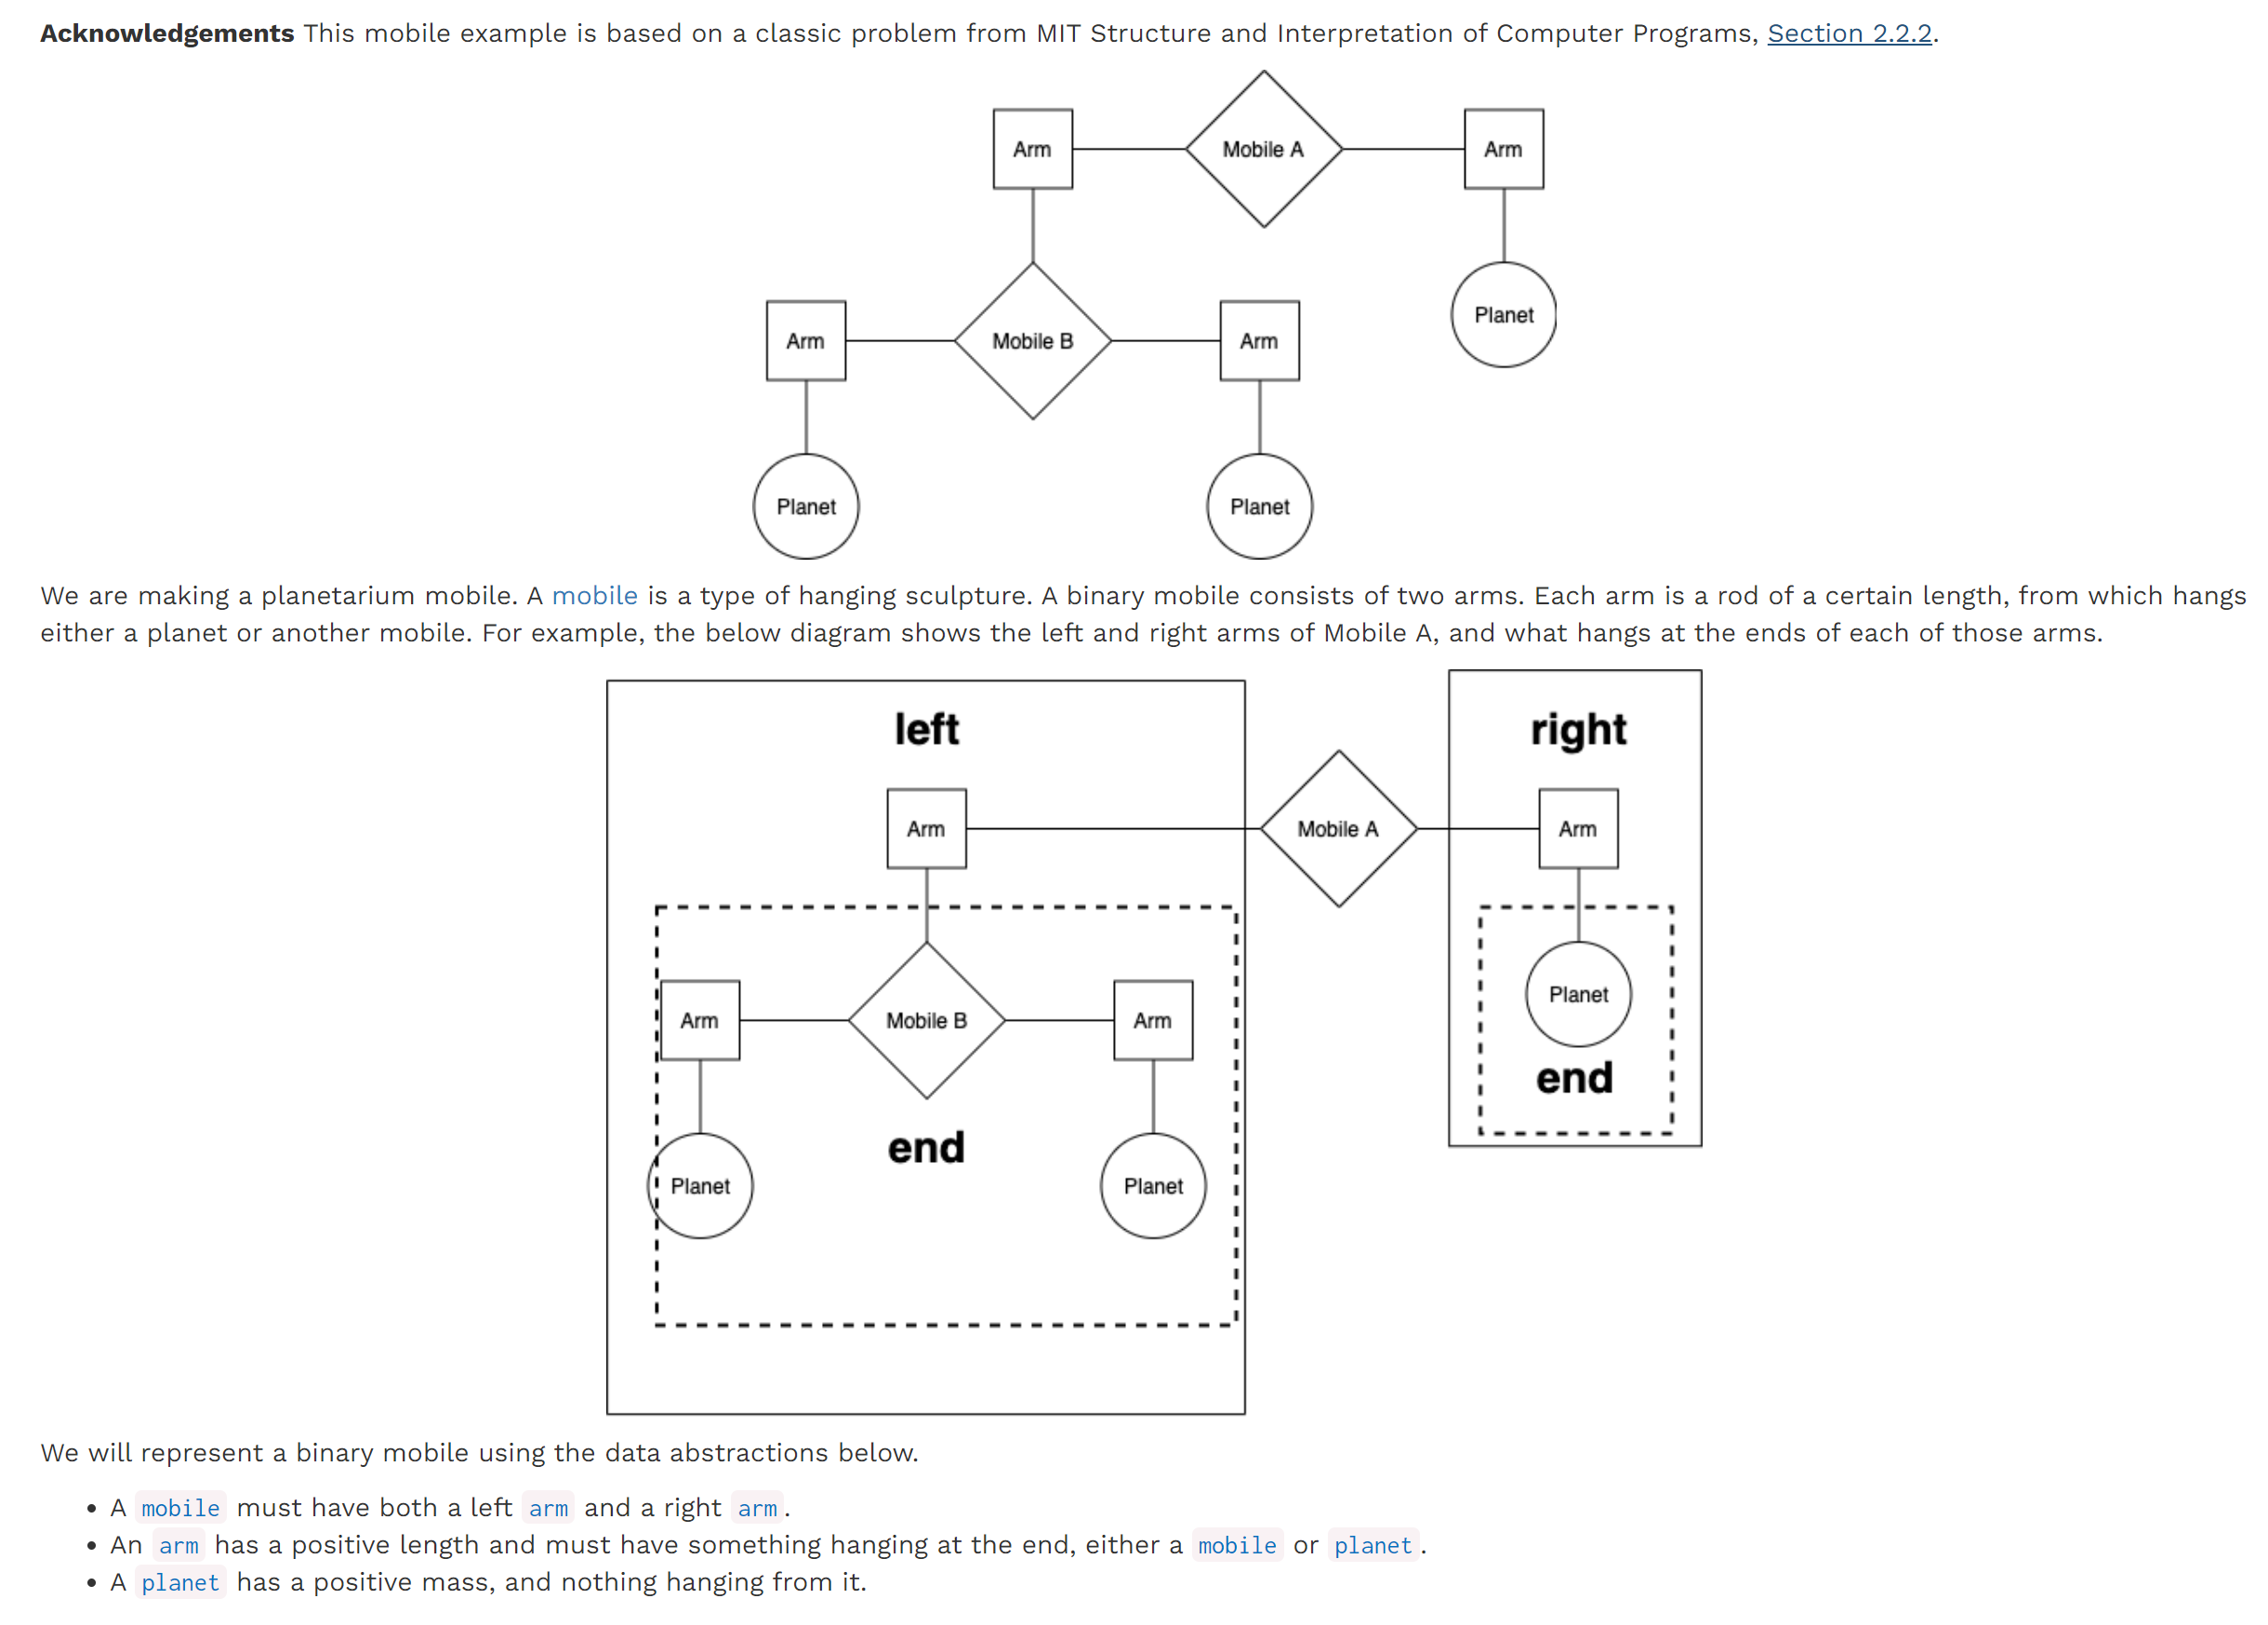 Acknowledgements This mobile example is based on a classic problem from MIT Structure and Interpretation of Computer Programs, Section 2.2.2.
Arm
Mobile A
Arm
Planet
Arm
Mobile B
Arm
Planet
Planet
We are making a planetarium mobile. A mobile is a type of hanging sculpture. A binary mobile consists of two arms. Each arm is a rod of a certain length, from which hangs
either a planet or another mobile. For example, the below diagram shows the left and right arms of Mobile A, and what hangs at the ends of each of those arms.
left
right
Arm
Mobile A
Arm
Planet
end
Arm
Mobile B
Arm
end
Planet
Planet
We will represent a binary mobile using the data abstractions below.
• A mobile must have both a left arm and a right arm.
• An arm has a positive length and must have something hanging at the end, either a mobile or planet.
• A planet has a positive mass, and nothing hanging from it.